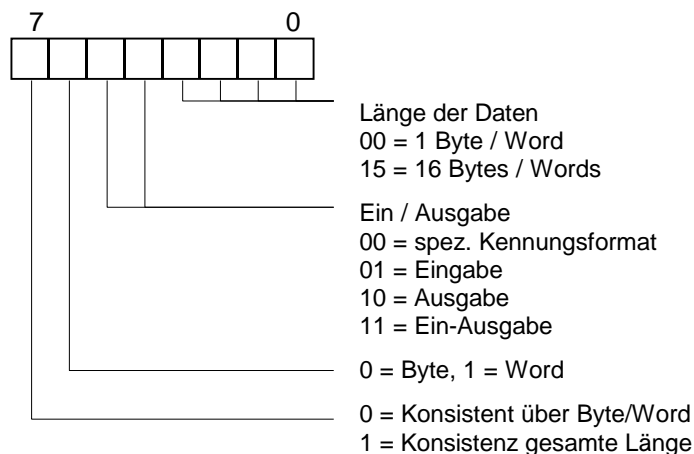 7 0
Länge der Daten
00 = 1 Byte / Word
15 = 16 Bytes / Words
Ein / Ausgabe
00 = spez. Kennungsformat
01 = Eingabe
10 = Ausgabe
11 = Ein-Ausgabe
0 = Byte, 1 = Word
0 = Konsistent über Byte/Word
1 = Konsistenz gesamte Länge